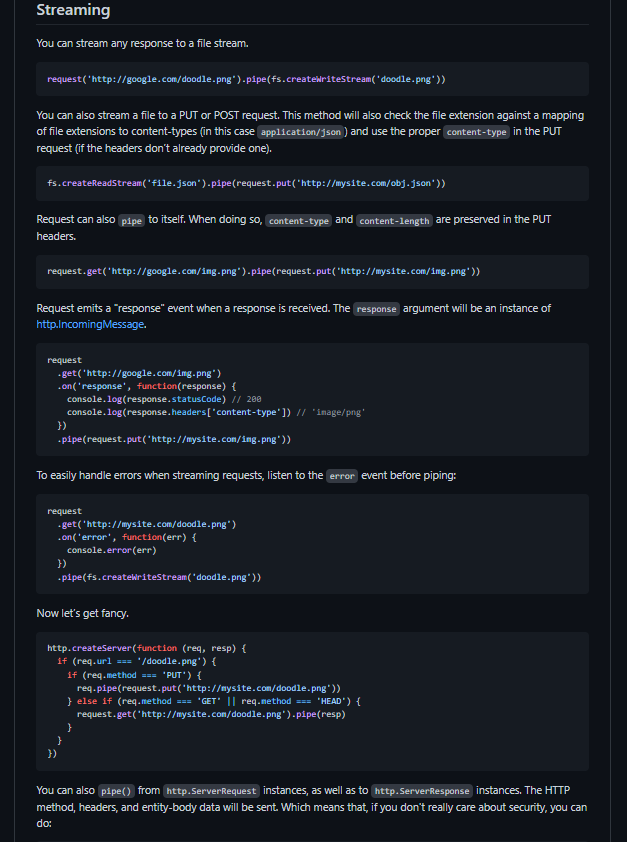 Streaming
You can stream any response to a file stream.
request('http://google.com/doodle.png').pipe(fs.createWriteStream('doodle.png'))
You can also stream a file to a PUT or POST request. This method will also check the file extension against a mapping
of file extensions to content-types (in this case application/json) and use the proper content-type in the PUT
request (if the headers don't already provide one).
fs.createReadStream('file.json').pipe(request.put('http://mysite.com/obj.json'))
Request can also pipe to itself. When doing so, content-type and content-length are preserved in the PUT
headers.
request.get('http://google.com/img.png').pipe(request.put('http://mysite.com/img.png'))
Request emits a "response" event when a response is received. The response argument will be an instance of
http.IncomingMessage.
request
  .get('http://google.com/img.png')
  .on('response', function(response) {
    console.log(response.statusCode) // 200
    console.log(response.headers['content-type']) // 'image/png'
  })
  .pipe(request.put('http://mysite.com/img.png'))
To easily handle errors when streaming requests, listen to the error event before piping:
request
  .get('http://mysite.com/doodle.png')
  .on('error', function(err) {
    console.error(err)
  })
  .pipe(fs.createWriteStream('doodle.png'))
Now let's get fancy.
http.createServer(function (req, resp) {
  if (req.url === '/doodle.png') {
    if (req.method === 'PUT') {
      req.pipe(request.put('http://mysite.com/doodle.png'))
    } else if (req.method === 'GET' || req.method === 'HEAD') {
      request.get('http://mysite.com/doodle.png').pipe(resp)
    }
  }
})
You can also pipe() from http.ServerRequest instances, as well as to http.ServerResponse instances. The HTTP
method, headers, and entity-body data will be sent. Which means that, if you don't really care about security, you can
do: